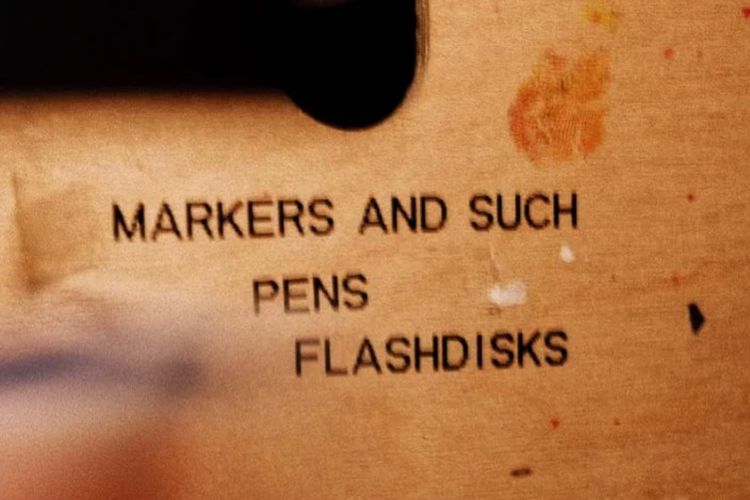 MARKERS AND SUCH
PENS
FLASHDISKS